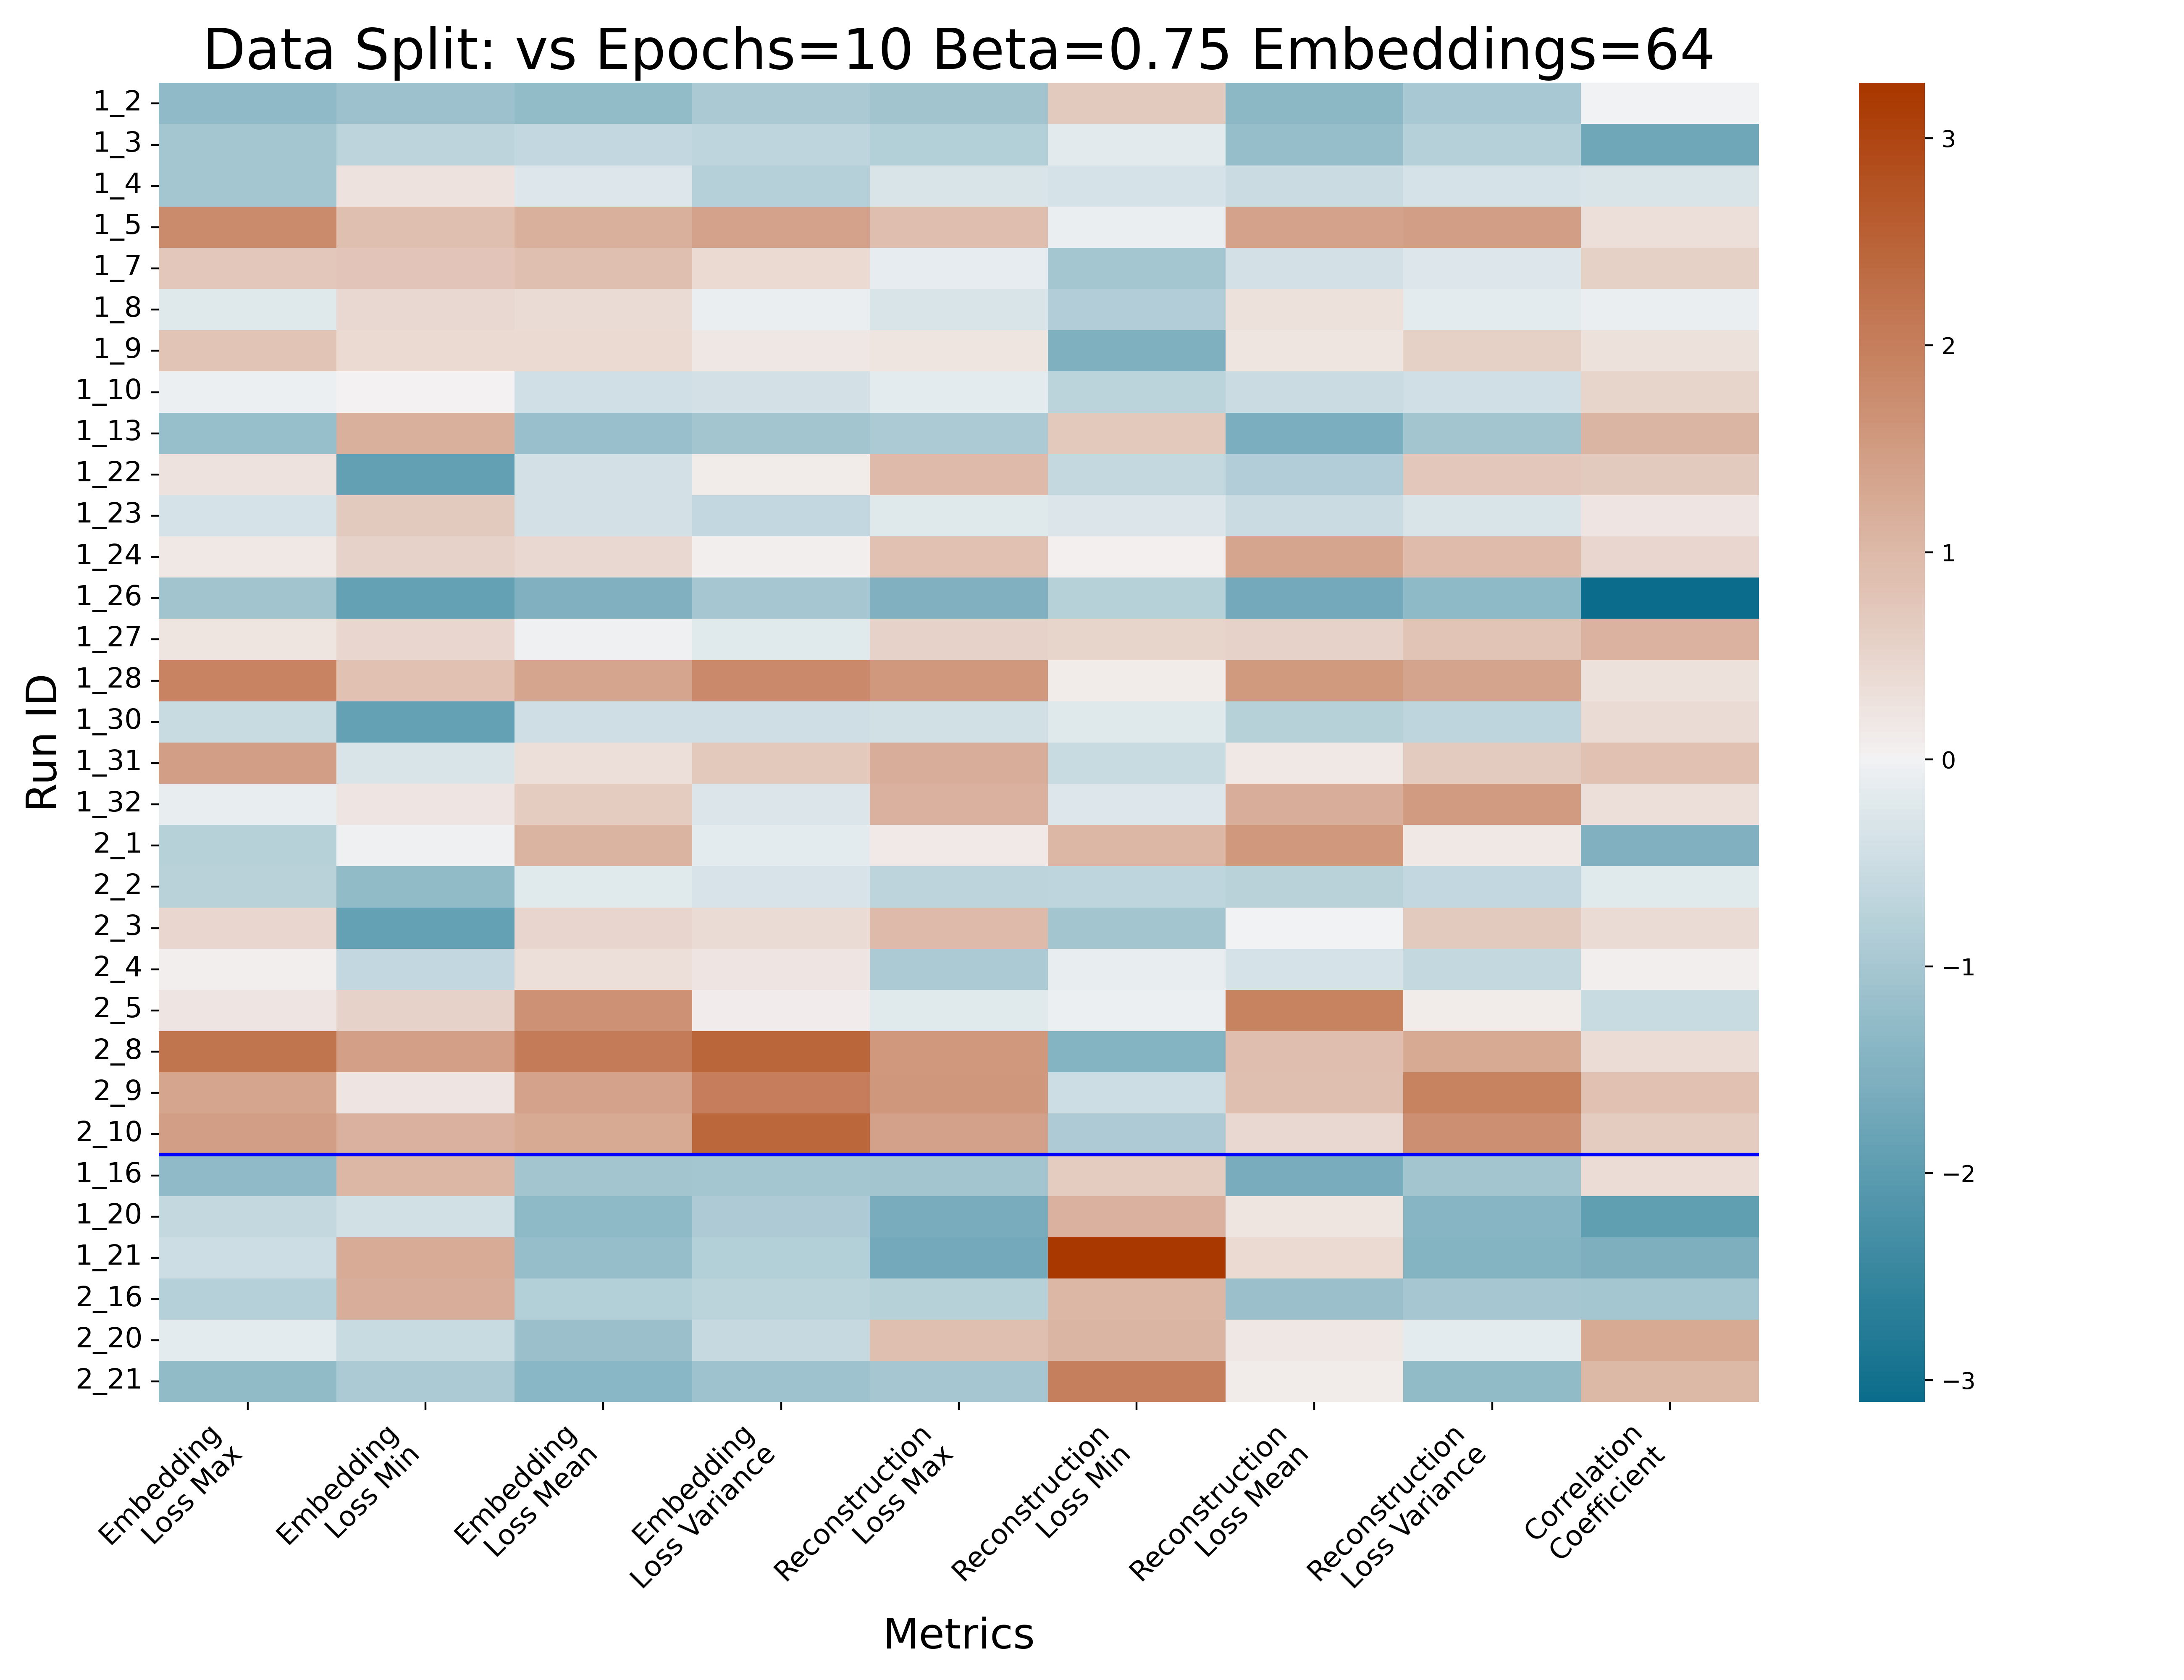 Data Split: vs Epochs=10 Beta=0.75 Embeddings=64
Run ID
1_2
1_3
1_4
1_5
1_7
1_8
1_9
1_10
1_13
1_22
1_23
1_24
1_26
1_27
1_28
1_30
1_31
1_32
2_1
2_2
2_3
2_4
2_5
2_8
2_9
2_10
1_16
1_20
1_21
2_16
2_20
2_21
3
2
1
0
−1
−2
−3
Embedding
Loss Max
Embedding
Loss Min
Embedding
Loss Mean
Embedding
Loss Variance
Reconstruction
Loss Max
Reconstruction
Loss Min
Reconstruction
Loss Mean
Reconstruction
Loss Variance
Correlation
Coefficient
Metrics